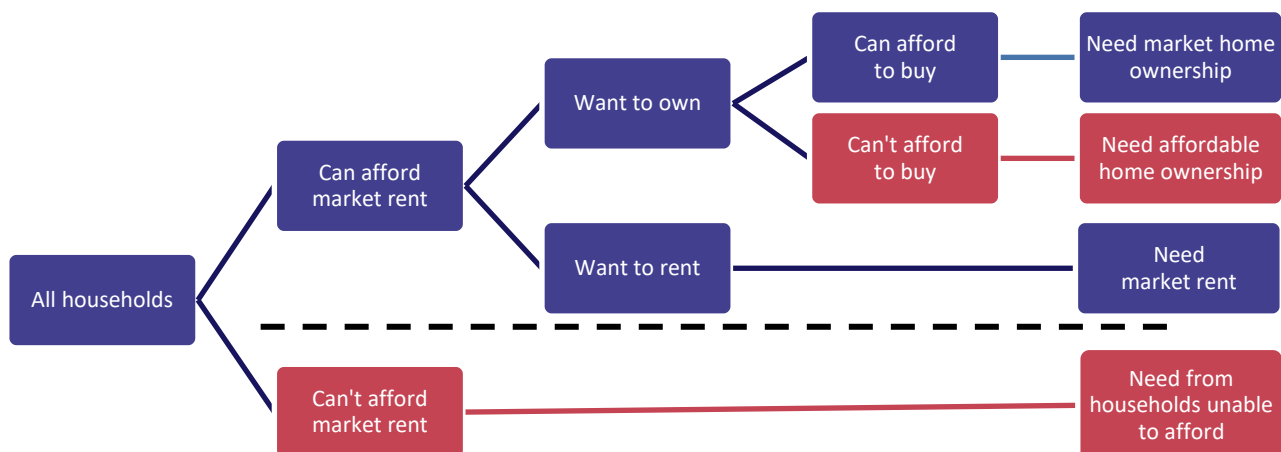 Can afford
to buy
Need market home
ownership
Want to own
Can't afford
to buy
Need affordable
home ownership
Can afford
market rent
Want to rent
Need
market rent
All households
Can't afford
market rent
Need from
households unable
to afford